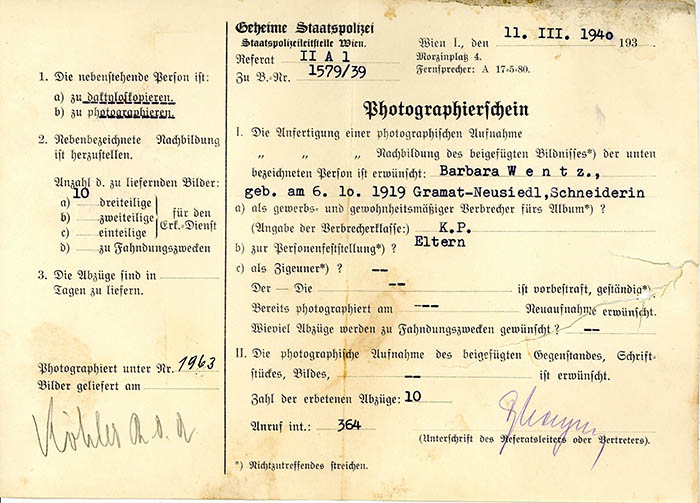 Geheime Staatspolizei
Staatspolizeileitstelle Wien.
Referat II A 1
Zu B.-Nr. 1579/39
Wien I., den 11. III. 1940 193
Morzinplatz 4.
Fernsprecher: A 17-5-80.
1. Die nebenstehende Person ist:
a) zu daktyloskopieren.
b) zu photographieren.
2. Nebenbezeichnete Nachbildung
ist herzustellen.
Anzahl d. zu liefernden Bilder:
10
a) dreiteilige
b) zweiteilige
c) einteilige
für den
Erk.-Dienst
d) zu Fahndungszwecken
3. Die Abzüge sind in
Tagen zu liefern.
Photographiert unter Nr. 1963
Bilder geliefert am
Photographierschein
I. Die Anfertigung einer photographischen Aufnahme
„ „ „ Nachbildung des beigefügten Bildnisses*) der unten
bezeichneten Person ist erwünscht: Barbara W e n t z.,
geb. am 6. lo. 1919 Gramat-Neusiedl,Schneiderin
a) als gewerbs- und gewohnheitsmäßiger Verbrecher fürs Album*) ?
(Angabe der Verbrecherklasse:) K.P.
b) zur Personenfeststellung*) ? Eltern
c) als Zigeuner*) ? --
Der — Die -- ist vorbestraft, geständig*)
Bereits photographiert am --- Neuaufnahme erwünscht.
Wieviel Abzüge werden zu Fahndungszwecken gewünscht ? --
II. Die photographische Aufnahme des beigefügten Gegenstandes, Schrift-
stückes, Bildes, -- ist erwünscht.
Zahl der erbetenen Abzüge: 10
Anruf int.: 364
(Unterschrift des Referatsleiters oder Vertreters).
*) Nichtzutreffendes streichen.